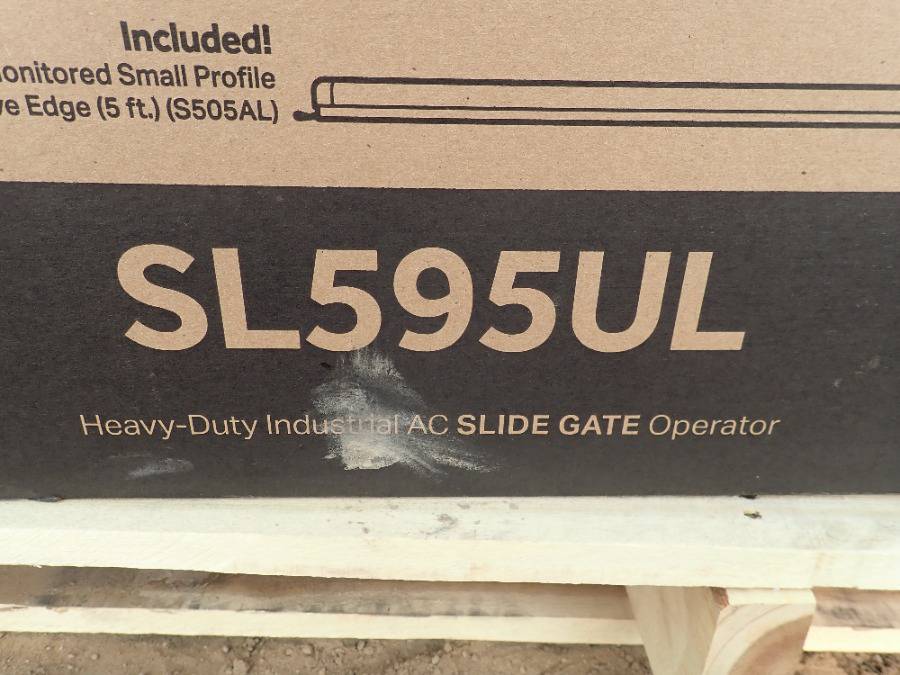 Included!
onitored Small Profile
ve Edge (5 ft.) (S505AL)
SL595UL
Heavy-Duty Industrial AC SLIDE GATE Operator